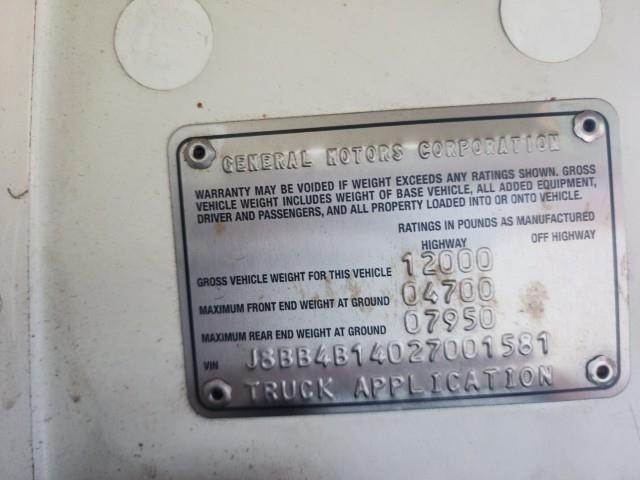 GENERAL MOTORS CORPORATION
WARRANTY MAY BE VOIDED IF WEIGHT EXCEEDS ANY RATINGS SHOWN. GROSS
VEHICLE WEIGHT INCLUDES WEIGHT OF BASE VEHICLE, ALL ADDED EQUIPMENT,
DRIVER AND PASSENGERS, AND ALL PROPERTY LOADED INTO OR ONTO VEHICLE.
RATINGS IN POUNDS AS MANUFACTURED
HIGHWAY OFF HIGHWAY
GROSS VEHICLE WEIGHT FOR THIS VEHICLE 12000
MAXIMUM FRONT END WEIGHT AT GROUND 04700
MAXIMUM REAR END WEIGHT AT GROUND 07950
VIN J8BB4B14027001581
TRUCK APPLICATION